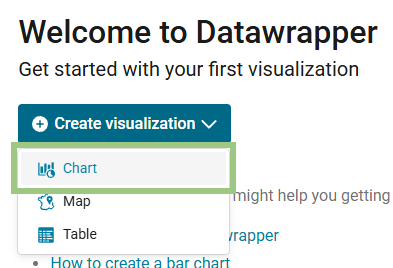 Welcome to Datawrapper
Get started with your first visualization
Create visualization
Chart
Map
might help you getting
Table
wrapper
How to create a bar chart